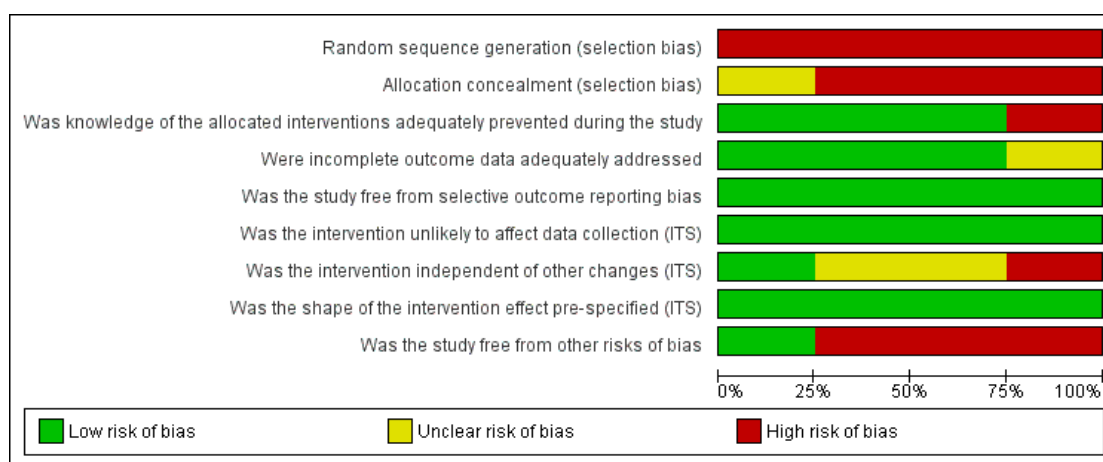 Random sequence generation (selection bias)
Allocation concealment (selection bias)
Was knowledge of the allocated interventions adequately prevented during the study
Were incomplete outcome data adequately addressed
Was the study free from selective outcome reporting bias
Was the intervention unlikely to affect data collection (ITS)
Was the intervention independent of other changes (ITS)
Was the shape of the intervention effect pre-specified (ITS)
Was the study free from other risks of bias
0% 25% 50% 75% 100%
Low risk of bias Unclear risk of bias High risk of bias